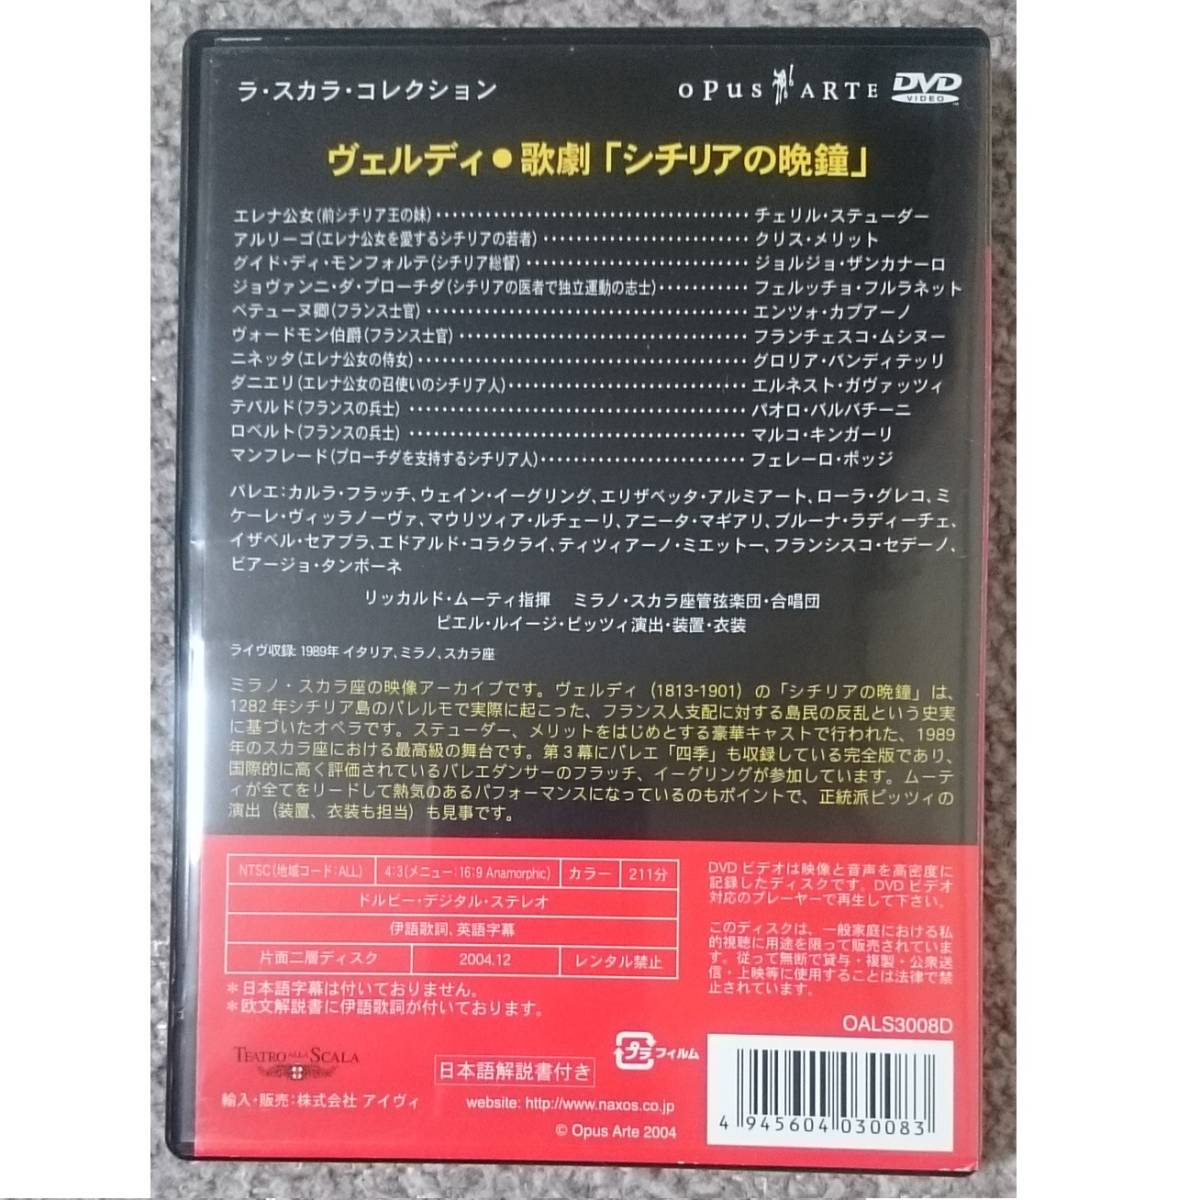 ラ・スカラ・コレクション
OPUS ARTE DVD VIDEO
ヴェルディ●歌劇「シチリアの晩鐘」
エレナ公女(前シチリア王の妹)・・・・・・・・・・・・・・・・・・・・チェリル・ステューダー
アルリーゴ(エレナ公女を愛するシチリアの若者)・・・・・・・・・・・・・・・・・・・・クリス・メリット
グイド・ディ・モンフォルテ(シチリア総督)・・・・・・・・・・・・・・・・・・・・ジョルジョ・ザンカナーロ
ジョヴァンニ・ダ・プローチダ(シチリアの医者で独立運動の志士)・・・・・・・・・・・フェルッチョ・フルラネット
ベテューヌ卿(フランス士官)・・・・・・・・・・・・・・・・・・・・エンツォ・カプアーノ
ヴォードモン伯爵(フランス士官)・・・・・・・・・・・・・・・・・・・・フランチェスコ・ムシヌー
ニネッタ(エレナ公女の侍女)・・・・・・・・・・・・・・・・・・・・グロリア・バンディテッリ
ダニエリ(エレナ公女の召使いのシチリア人)・・・・・・・・・・・・・・・・・・・・エルネスト・ガヴァッツィ
テバルド(フランスの兵士)・・・・・・・・・・・・・・・・・・・・パオロ・バルバチーニ
ロベルト(フランスの兵士)・・・・・・・・・・・・・・・・・・・・マルコ・キンガーリ
マンフレード(プローチダを支持するシチリア人)・・・・・・・・・・・・・・・・・・・・フェレーロ・ポッジ
バレエ:カルラ・フラッチ、ウェイン・イーグリング、エリザベッタ・アルミアート、ローラ・グレコ、ミ
ケーレ・ヴィッラノーヴァ、マウリツィア・ルチェーリ、アニータ・マギアリ、ブルーナ・ラディーチェ、
イザベル・セアブラ、エドアルド・コラクライ、ティツィアーノ・ミエットー、フランシスコ・セデーノ、
ビアージョ・タンボーネ
リッカルド・ムーティ指揮 ミラノ・スカラ座管弦楽団・合唱団
ピエル・ルイージ・ピッツィ演出・装置・衣装
ライヴ収録: 1989年 イタリア、ミラノ、スカラ座
ミラノ・スカラ座の映像アーカイブです。ヴェルディ (1813-1901) の「シチリアの晩鐘」は、
1282年シチリア島のパレルモで実際に起こった、フランス人支配に対する島民の反乱という史実
に基づいたオペラです。ステューダー、メリットをはじめとする豪華キャストで行われた、1989
年のスカラ座における最高級の舞台です。第3幕にバレエ「四季」も収録している完全版であり、
国際的に高く評価されているバレエダンサーのフラッチ、イーグリングが参加しています。ムーテ
ィが全てをリードして熱気のあるパフォーマンスになっているのもポイントで、正統派ピッツィの
演出 (装置、衣装も担当) も見事です。
NTSC(地域コード:ALL) 4:3(メニュー:16:9 Anamorphic) カラー 211分
ドルビー・デジタル・ステレオ
伊語歌詞、英語字幕
片面二層ディスク 2004.12 レンタル禁止
*日本語字幕は付いておりません。
*欧文解説書に伊語歌詞が付いております。
DVDビデオは映像と音声を高密度に
記録したディスクです。DVDビデオ
対応のプレーヤーで再生して下さい。
このディスクは、一般家庭における私
的視聴に用途を限って販売されていま
す。従って無断で貸与・複製・公衆送
信・上映等に使用することは法律で禁
止されています。
OALS3008D
TEATRO ALLA SCALA
日本語解説書付き
プラ フィルム
輸入・販売:株式会社 アイヴィ
website: http://www.naxos.co.jp
© Opus Arte 2004
4 945604 030083